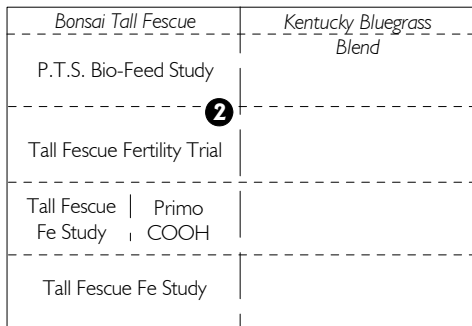 Bonsai Tall Fescue
Kentucky Bluegrass
Blend
P.T.S. Bio-Feed Study
2
Tall Fescue Fertility Trial
Tall Fescue
Fe Study
Primo
COOH
Tall Fescue Fe Study